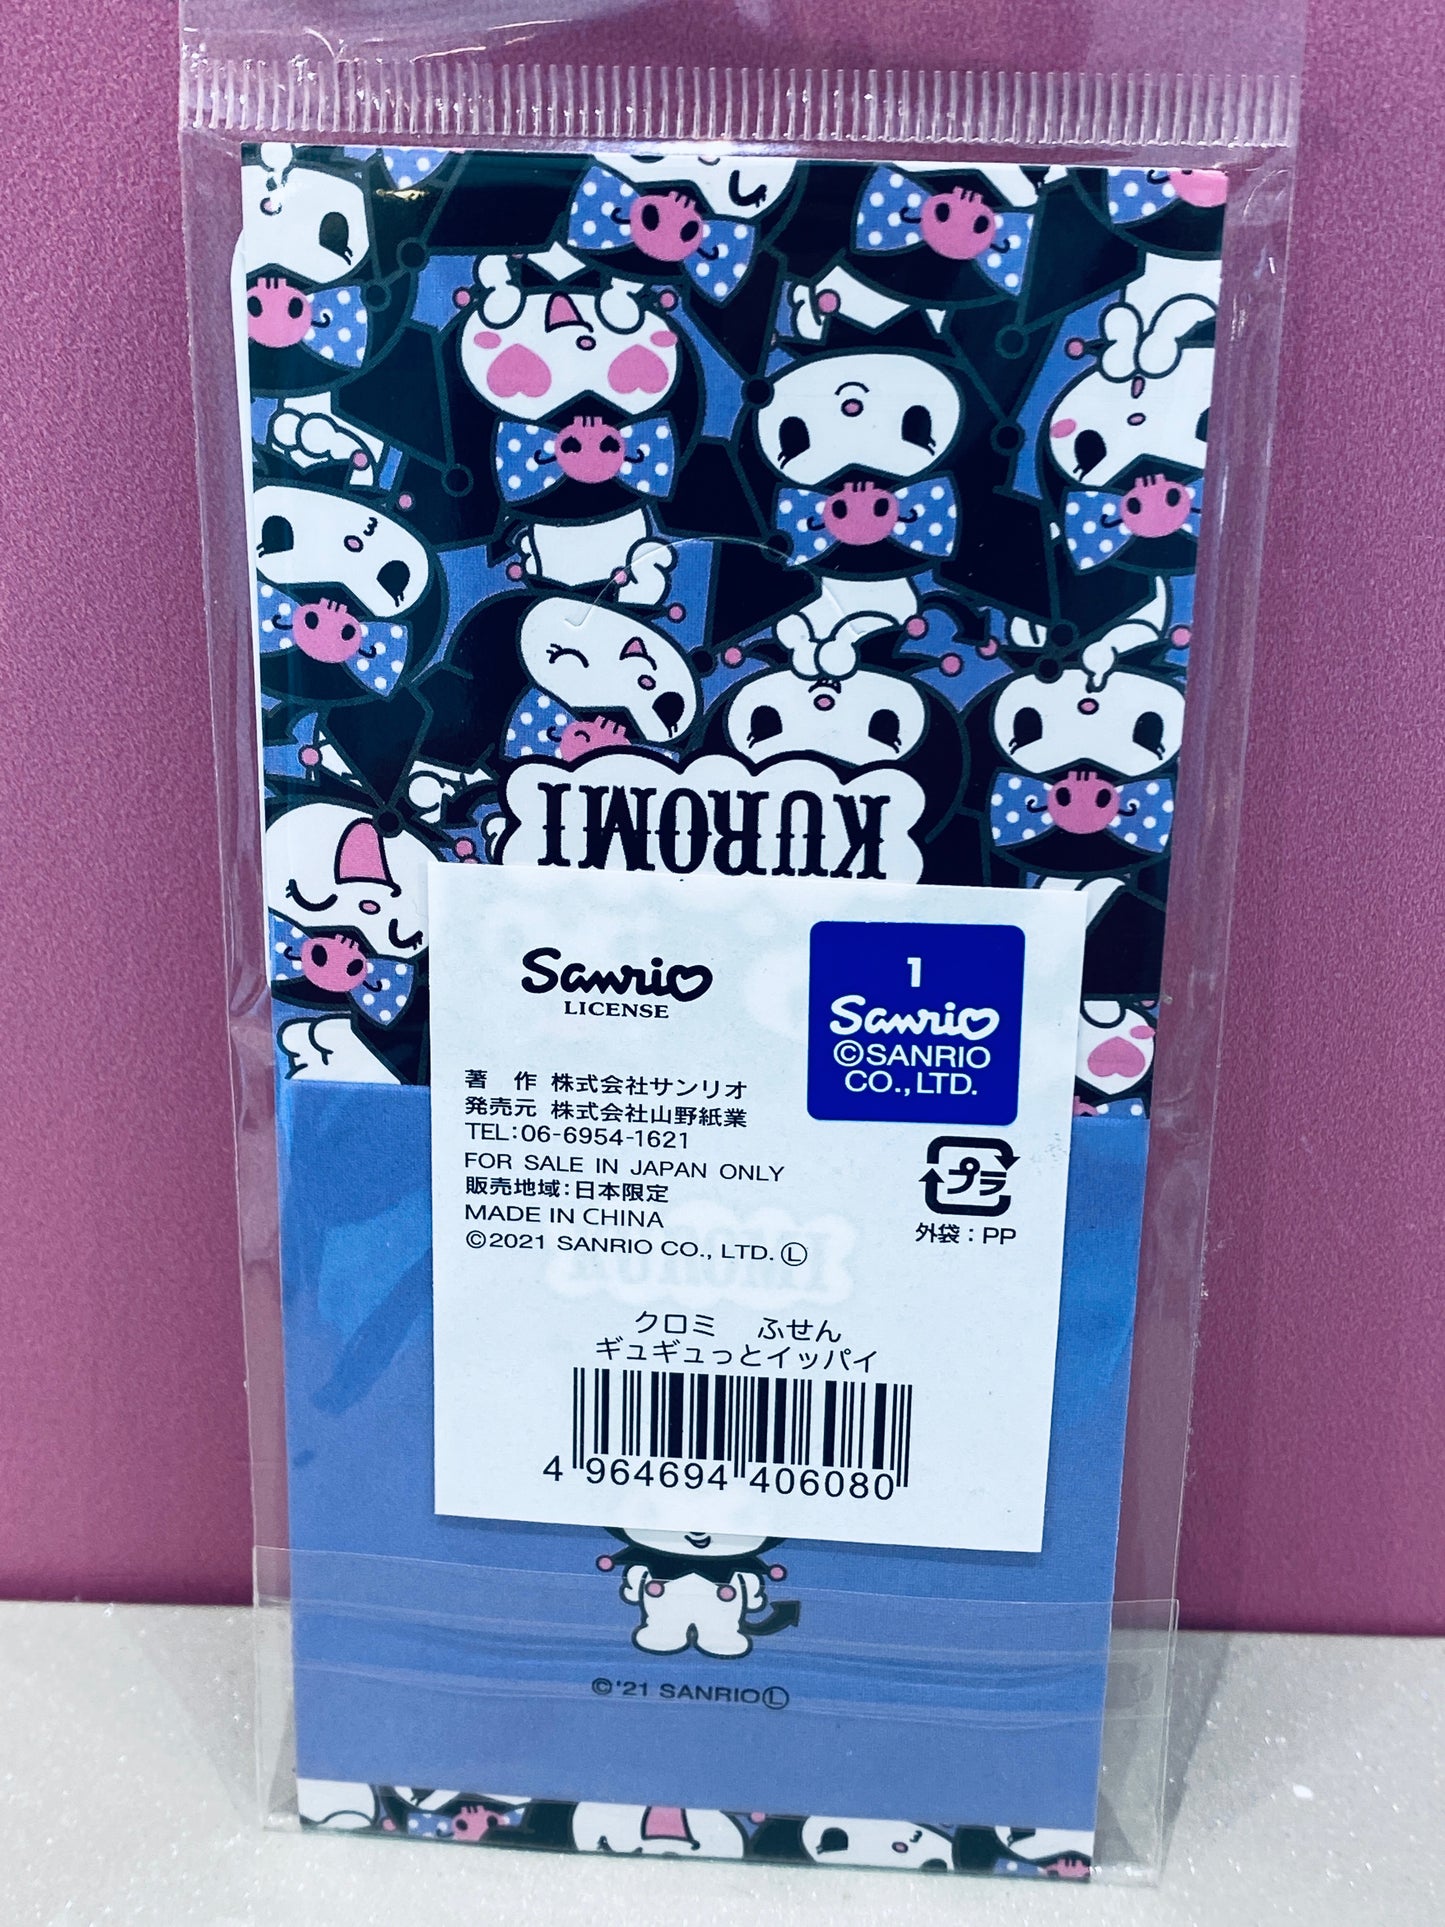 KUROMI
Sanrio
LICENSE
1
Sanrio
©SANRIO
CO., LTD.
著　作 株式会社サンリオ
発売元 株式会社山野紙業
TEL:06-6954-1621
FOR SALE IN JAPAN ONLY
販売地域:日本限定
MADE IN CHINA
©2021 SANRIO CO., LTD. Ⓛ
プラ
外袋:PP
クロミ　ふせん
ギュギュっとイッパイ
4 964694 406080
©'21 SANRIOⓁ